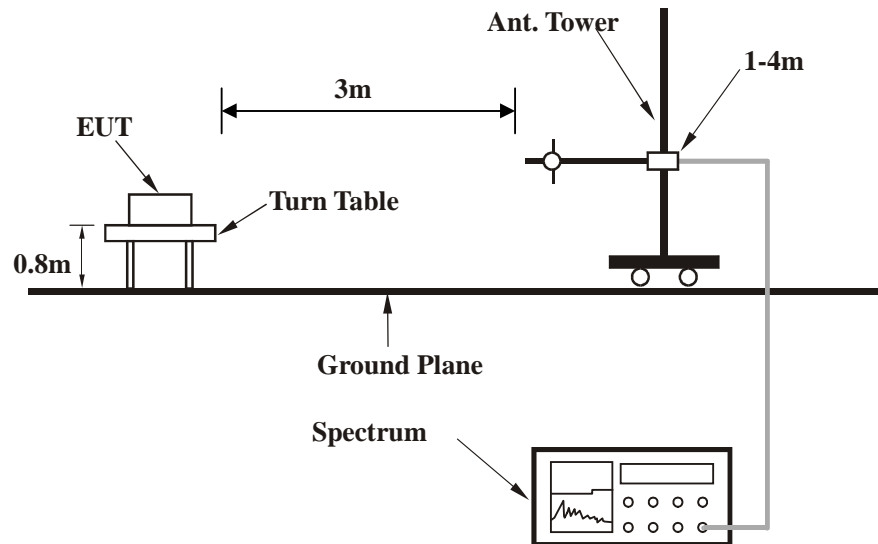 Ant. Tower
1-4m
3m
EUT
Turn Table
0.8m
Ground Plane
Spectrum